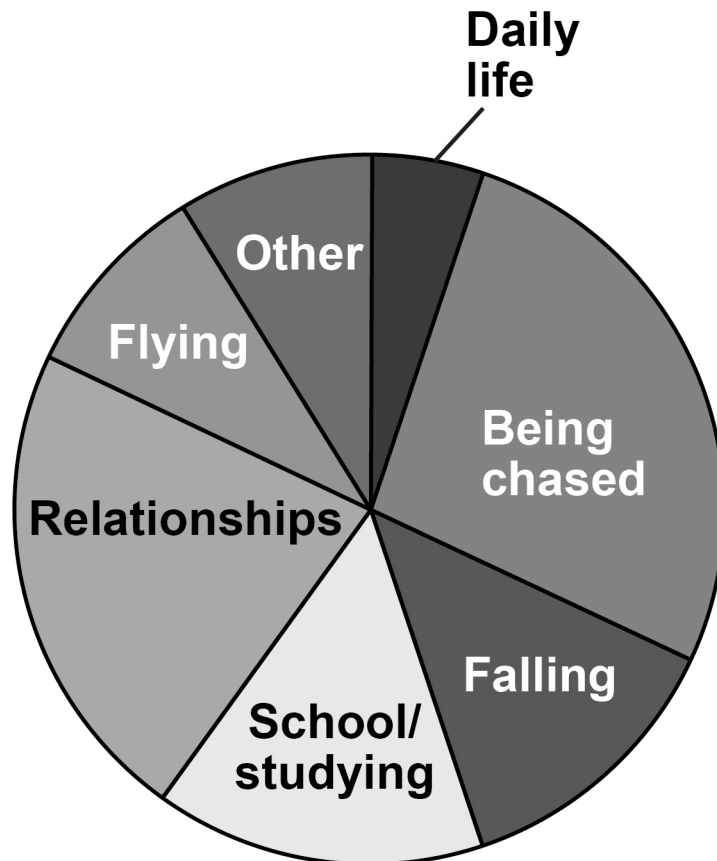 Daily
life
Other
Flying
Being
chased
Relationships
Falling
School/
studying